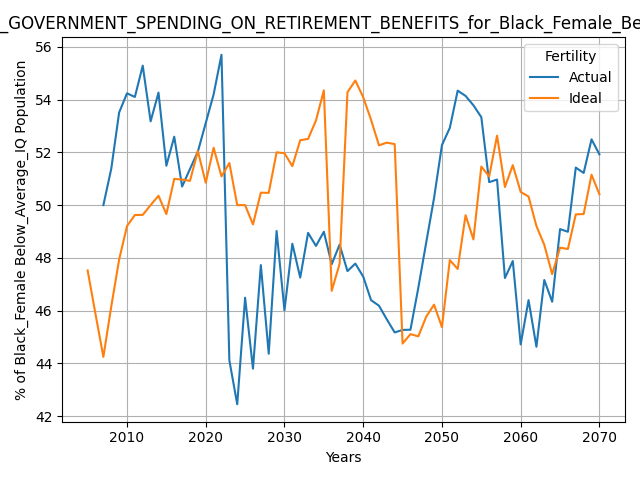 _GOVERNMENT_SPENDING_ON_RETIREMENT_BENEFITS_for_Black_Female_Be
% of Black_Female Below_Average_IQ Population
56
54
52
50
48
46
44
42
Fertility
Actual
Ideal
2010 2020 2030 2040 2050 2060 2070
Years